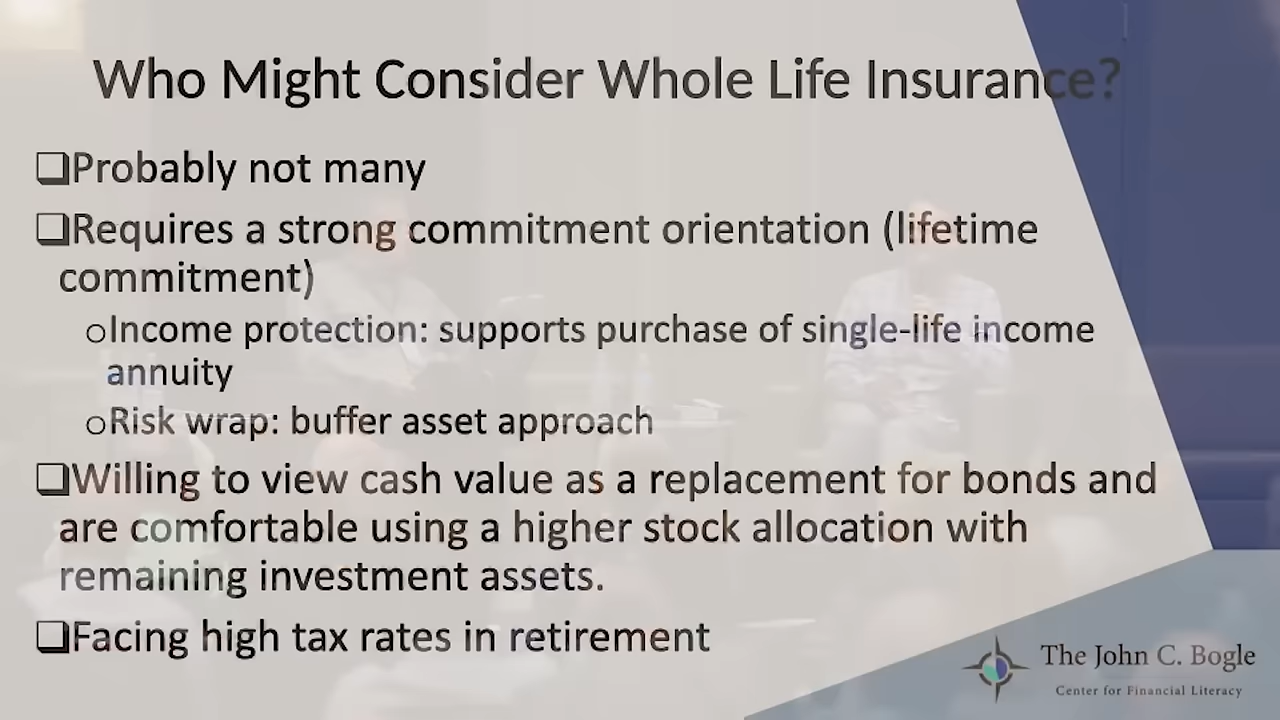 Who Might Consider Whole Life Insurance?
❑Probably not many
❑Requires a strong commitment orientation (lifetime
commitment)
oIncome protection: supports purchase of single-life income
annuity
oRisk wrap: buffer asset approach
❑Willing to view cash value as a replacement for bonds and
are comfortable using a higher stock allocation with
remaining investment assets.
❑Facing high tax rates in retirement
The John C. Bogle
Center for Financial Literacy